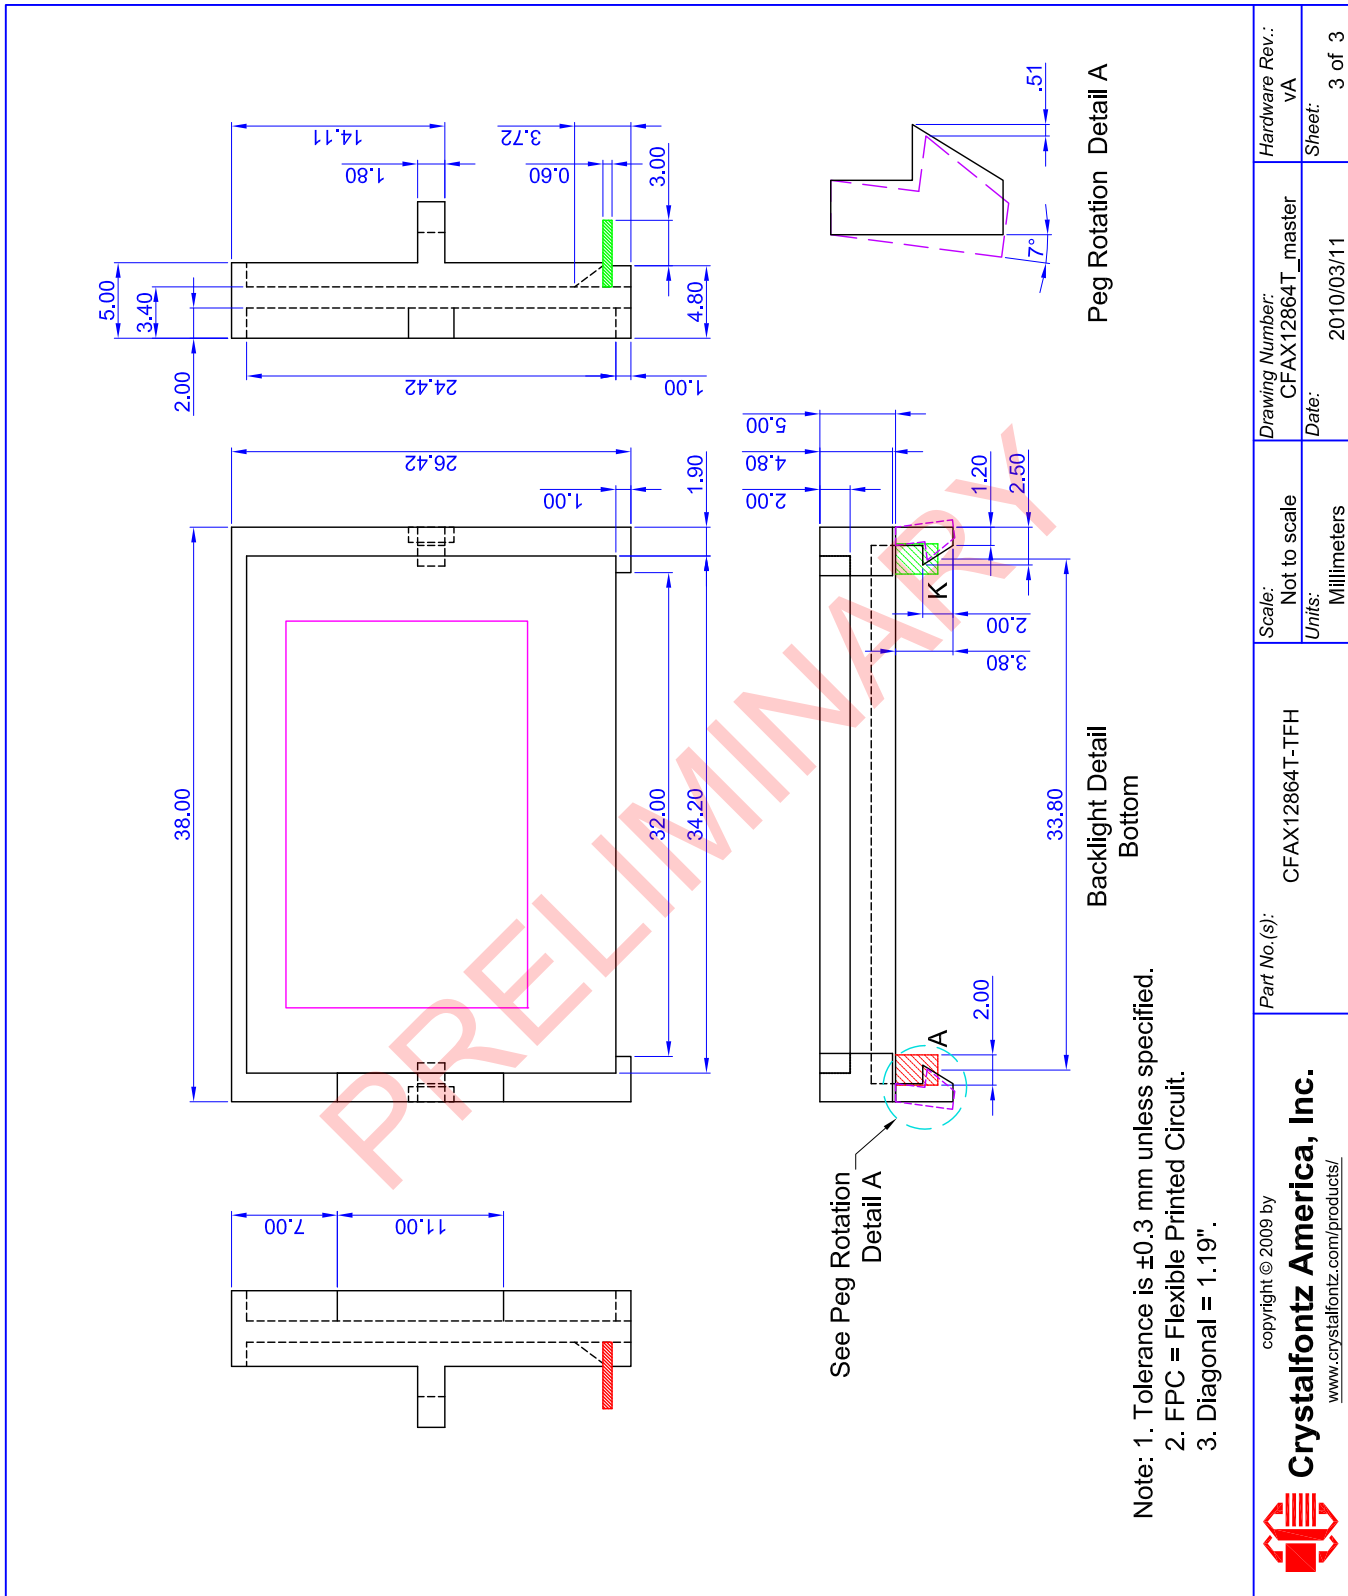 7.00
11.00
38.00
26.42
1.00
1.90
32.00
34.20
5.00
3.40
2.00
14.11
1.80
3.72
0.60
3.00
4.80
24.42
1.00
5.00
4.80
2.00
1.20
2.50
K
2.00
3.80
33.80
2.00
A
See Peg Rotation
Detail A
Backlight Detail
Bottom
.51
7°
Peg Rotation Detail A
PRELIMINARY
Note: 1. Tolerance is ±0.3 mm unless specified.
2. FPC = Flexible Printed Circuit.
3. Diagonal = 1.19".
copyright © 2009 by
Crystalfontz America, Inc.
www.crystalfontz.com/products/
Part No.(s):
CFAX12864T-TFH
Scale:
Not to scale
Units:
Millimeters
Drawing Number:
CFAX12864T_master
Date:
2010/03/11
Hardware Rev.:
vA
Sheet:
3 of 3